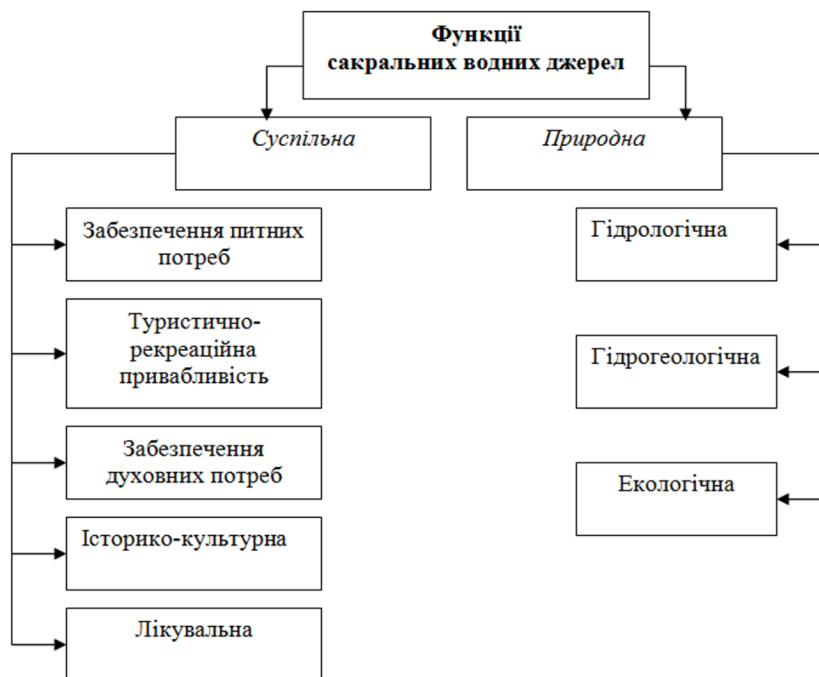 Функції
сакральних водних джерел
Суспільна
Природна
Забезпечення питних
потреб
Туристично-
рекреаційна
привабливість
Забезпечення
духовних потреб
Історико-культурна
Лікувальна
Гідрологічна
Гідрогеологічна
Екологічна